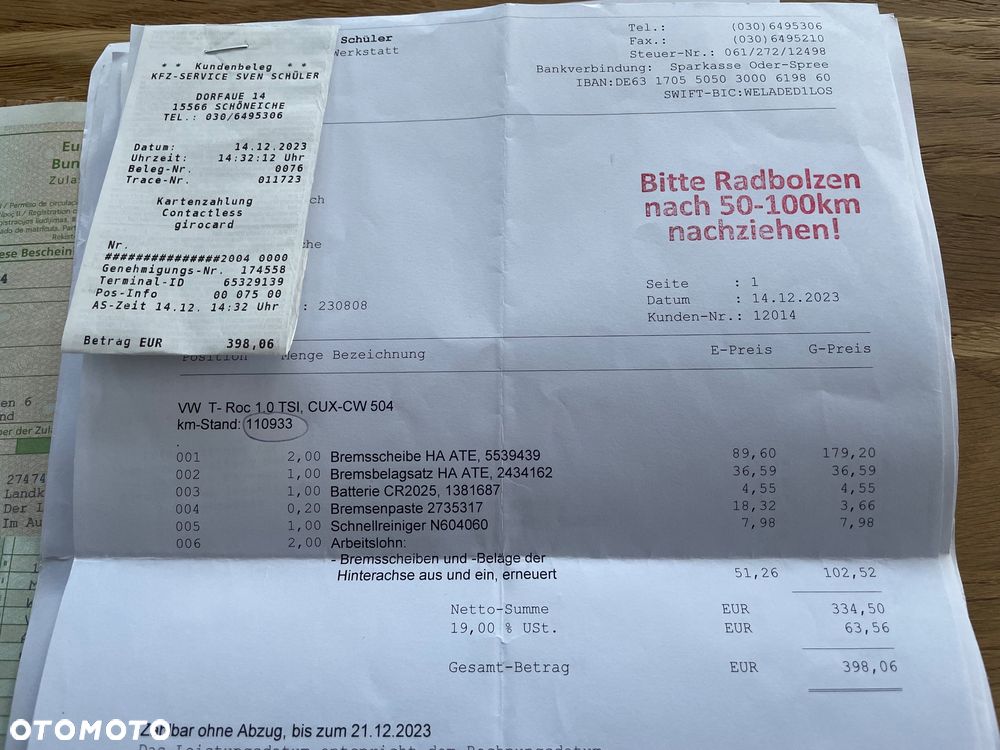 * * Kundenbeleg * *
KFZ-SERVICE SVEN SCHÜLER
DORFAUE 14
15566 SCHÖNEICHE
TEL.: 030/6495306
Datum: 14.12.2023
Uhrzeit: 14:32:12 Uhr
Beleg-Nr. 0076
Trace-Nr. 011723
Kartenzahlung
Contactless
girocard
Nr.
###############2004 0000
Genehmigungs-Nr. 174558
Terminal-ID 65329139
Pos-Info 00 075 00
AS-Zeit 14.12. 14:32 Uhr
Betrag EUR 398,06
Schüler
Werkstatt
Tel.: (030)6495306
Fax.: (030)6495210
Steuer-Nr.: 061/272/12498
Bankverbindung: Sparkasse Oder-Spree
IBAN:DE63 1705 5050 3000 6198 60
SWIFT-BIC:WELADED1LOS
Bitte Radbolzen
nach 50-100km
nachziehen!
: 230808
Seite : 1
Datum : 14.12.2023
Kunden-Nr.: 12014
Position Menge Bezeichnung E-Preis G-Preis
VW T- Roc 1.0 TSI, CUX-CW 504
km-Stand: 110933
.
001 2,00 Bremsscheibe HA ATE, 5539439 89,60 179,20
002 1,00 Bremsbelagsatz HA ATE, 2434162 36,59 36,59
003 1,00 Batterie CR2025, 1381687 4,55 4,55
004 0,20 Bremsenpaste 2735317 18,32 3,66
005 1,00 Schnellreiniger N604060 7,98 7,98
006 2,00 Arbeitslohn:
- Bremsscheiben und -Beläge der
Hinterachse aus und ein, erneuert 51,26 102,52
Netto-Summe EUR 334,50
19,00 % USt. EUR 63,56
Gesamt-Betrag EUR 398,06
Zahlbar ohne Abzug, bis zum 21.12.2023
Das Leistungsdatum entspricht dem Rechnungsdatum
OTOMOTO